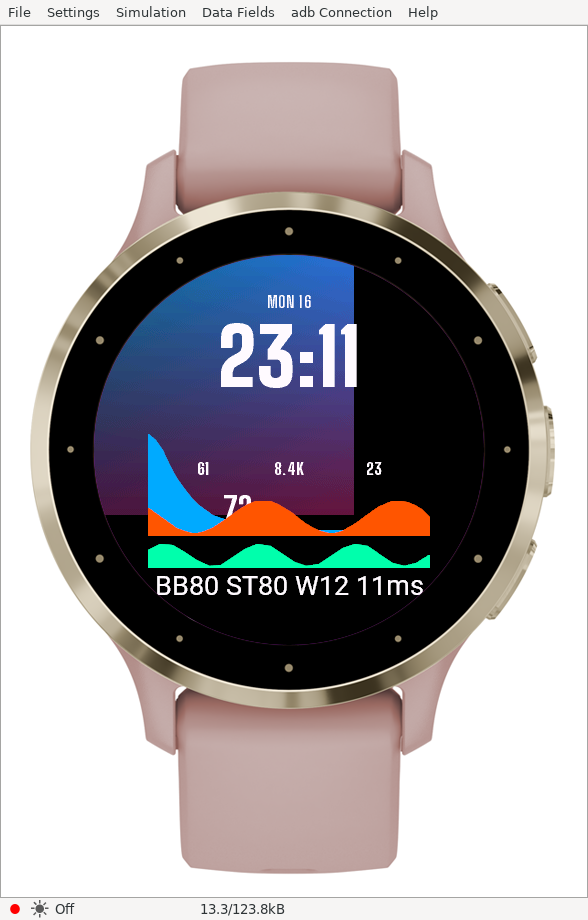 File Settings Simulation Data Fields adb Connection Help
MON 16
23:11
61 8.4K 23
BB80 ST80 W12 11ms
Off 13.3/123.8kB